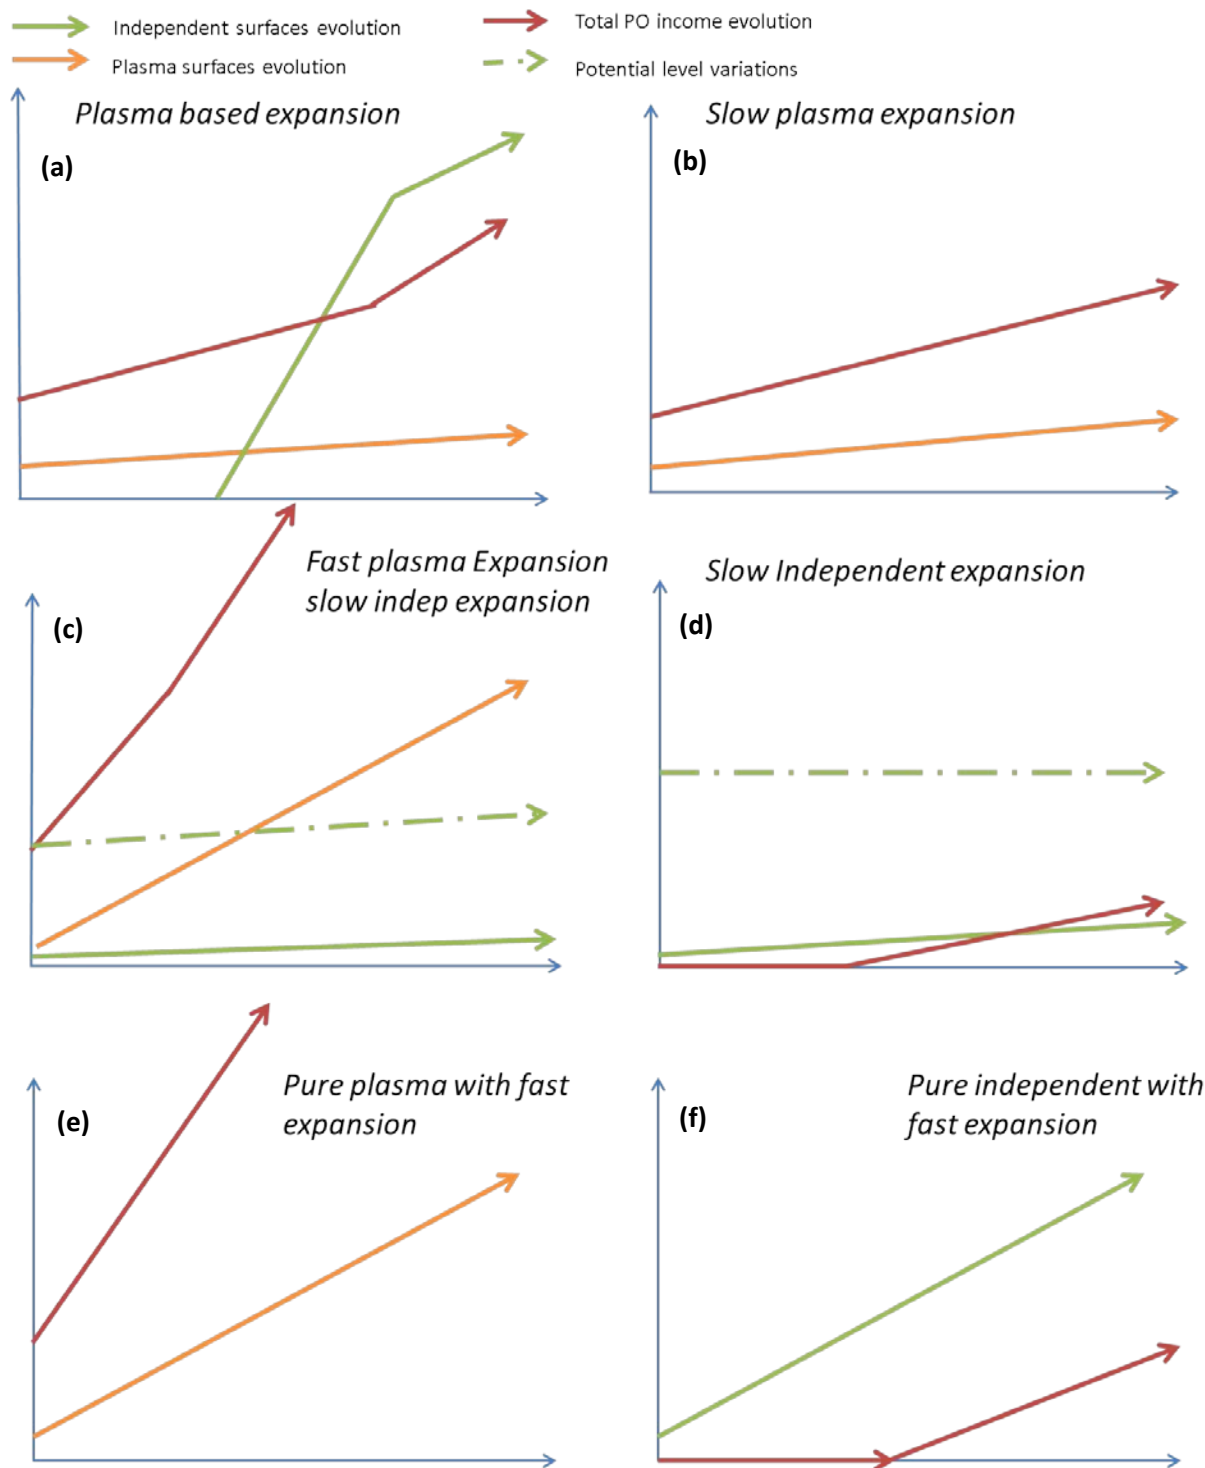 Independent surfaces evolution
Total PO income evolution
Plasma surfaces evolution
Potential level variations
Plasma based expansion
(a)
Slow plasma expansion
(b)
Fast plasma Expansion
slow indep expansion
(c)
Slow Independent expansion
(d)
Pure plasma with fast
expansion
(e)
Pure independent with
fast expansion
(f)